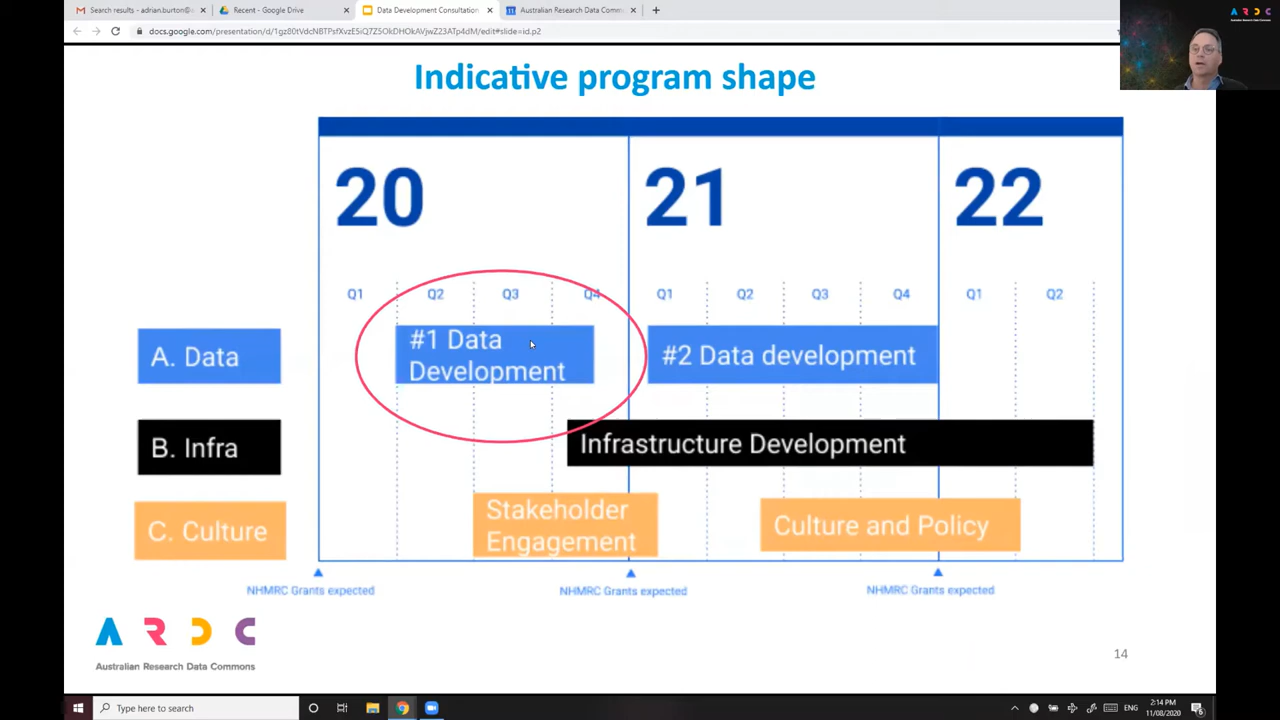 Search results - adrian.burton@
Recent - Google Drive
Data Development Consultation
Australian Research Data Comm
docs.google.com/presentation/d/1gz80tVdcNBTPsfXvzE5iQ7Z5OkDHOkAVjwZ23ATp4dM/edit#slide=id.p2
A R D C
Indicative program shape
20 21 22
Q1 Q2 Q3 Q4 Q1 Q2 Q3 Q4 Q1 Q2
A. Data
#1 Data
Development
#2 Data development
B. Infra
Infrastructure Development
C. Culture
Stakeholder
Engagement
Culture and Policy
NHMRC Grants expected NHMRC Grants expected NHMRC Grants expected
A R D C
Australian Research Data Commons
14
Type here to search
ENG
2:14 PM
11/08/2020